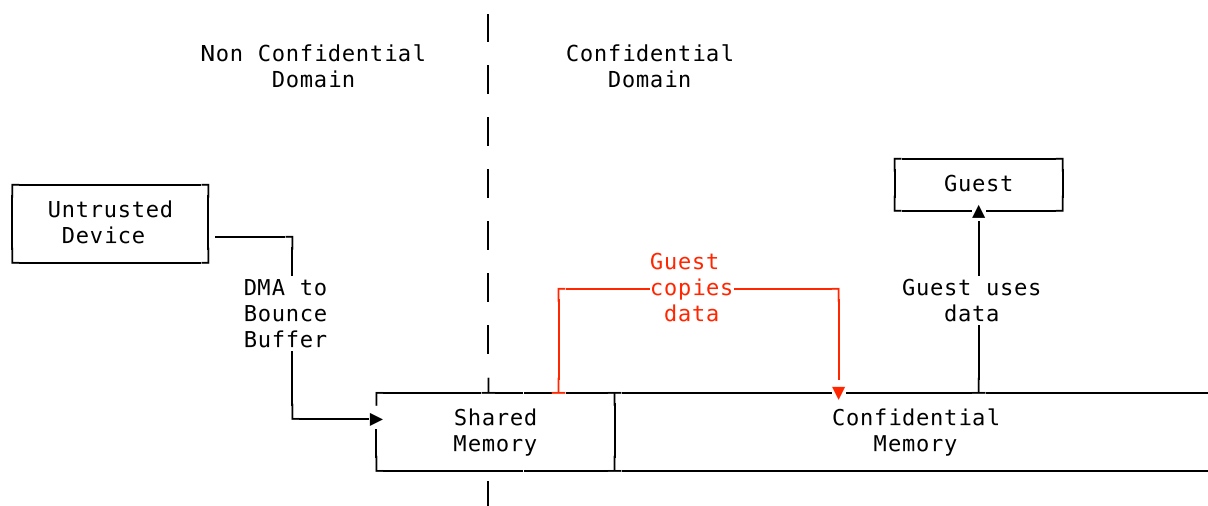 Non Confidential
Domain
Confidential
Domain
Guest
Untrusted
Device
Guest
copies
data
DMA to
Bounce
Buffer
Guest uses
data
Shared
Memory
Confidential
Memory